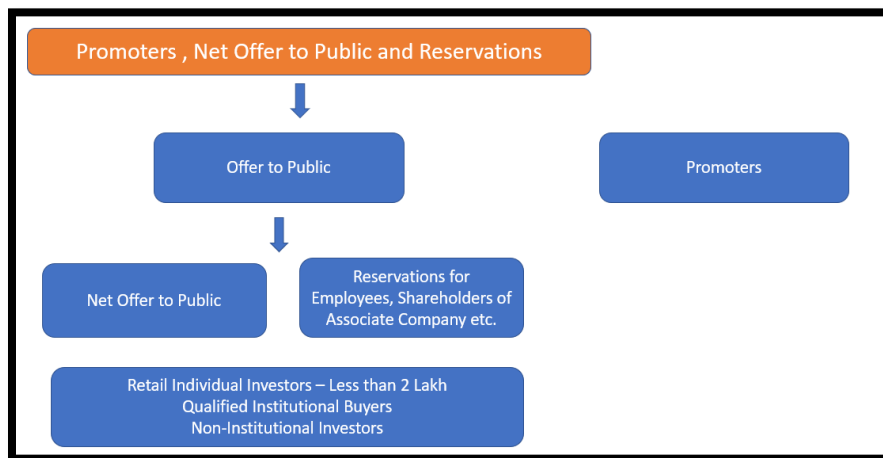 Promoters , Net Offer to Public and Reservations
Offer to Public
Promoters
Net Offer to Public
Reservations for
Employees, Shareholders of
Associate Company etc.
Retail Individual Investors – Less than 2 Lakh
Qualified Institutional Buyers
Non-Institutional Investors